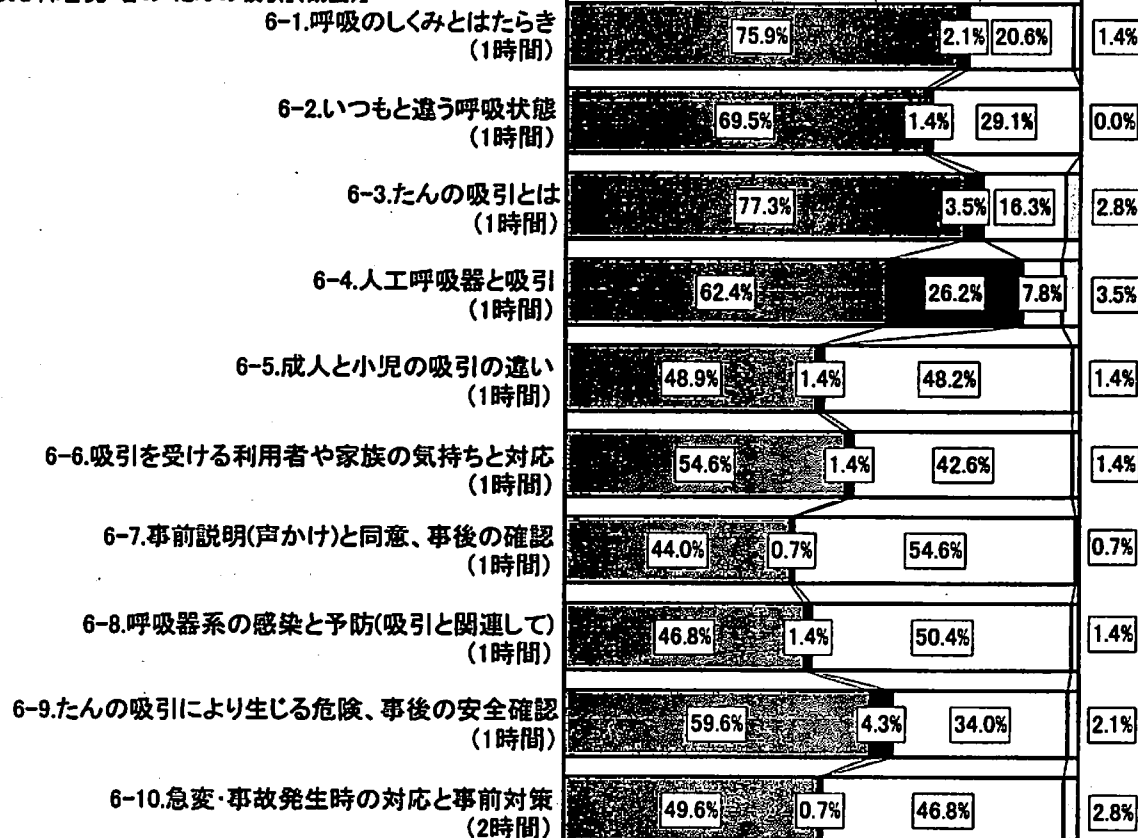 6-1.呼吸のしくみとはたらき
(1時間)
75.9% 2.1% 20.6% 1.4%
6-2.いつもと違う呼吸状態
(1時間)
69.5% 1.4% 29.1% 0.0%
6-3.たんの吸引とは
(1時間)
77.3% 3.5% 16.3% 2.8%
6-4.人工呼吸器と吸引
(1時間)
62.4% 26.2% 7.8% 3.5%
6-5.成人と小児の吸引の違い
(1時間)
48.9% 1.4% 48.2% 1.4%
6-6.吸引を受ける利用者や家族の気持ちと対応
(1時間)
54.6% 1.4% 42.6% 1.4%
6-7.事前説明(声かけ)と同意、事後の確認
(1時間)
44.0% 0.7% 54.6% 0.7%
6-8.呼吸器系の感染と予防(吸引と関連して)
(1時間)
46.8% 1.4% 50.4% 1.4%
6-9.たんの吸引により生じる危険、事後の安全確認
(1時間)
59.6% 4.3% 34.0% 2.1%
6-10.急変・事故発生時の対応と事前対策
(2時間)
49.6% 0.7% 46.8% 2.8%